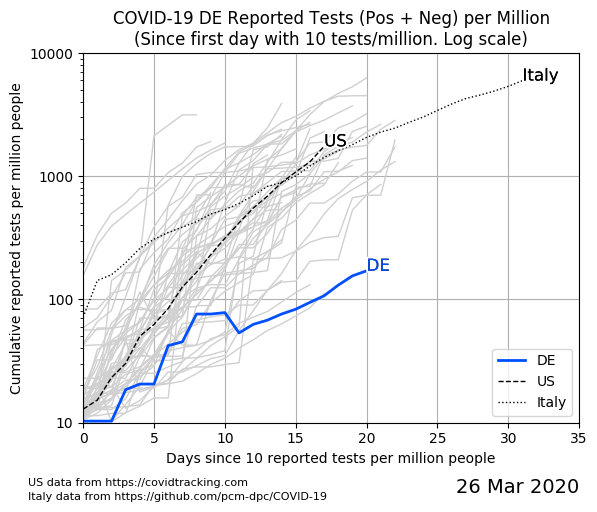 COVID-19 DE Reported Tests (Pos + Neg) per Million
(Since first day with 10 tests/million. Log scale)
Cumulative reported tests per million people
10000
1000
100
10
Italy
US
DE
DE
US
Italy
0 5 10 15 20 25 30 35
Days since 10 reported tests per million people
US data from https://covidtracking.com
Italy data from https://github.com/pcm-dpc/COVID-19
26 Mar 2020